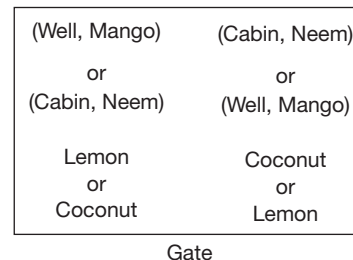 (Well, Mango) (Cabin, Neem)
or or
(Cabin, Neem) (Well, Mango)
Lemon Coconut
or or
Coconut Lemon
Gate